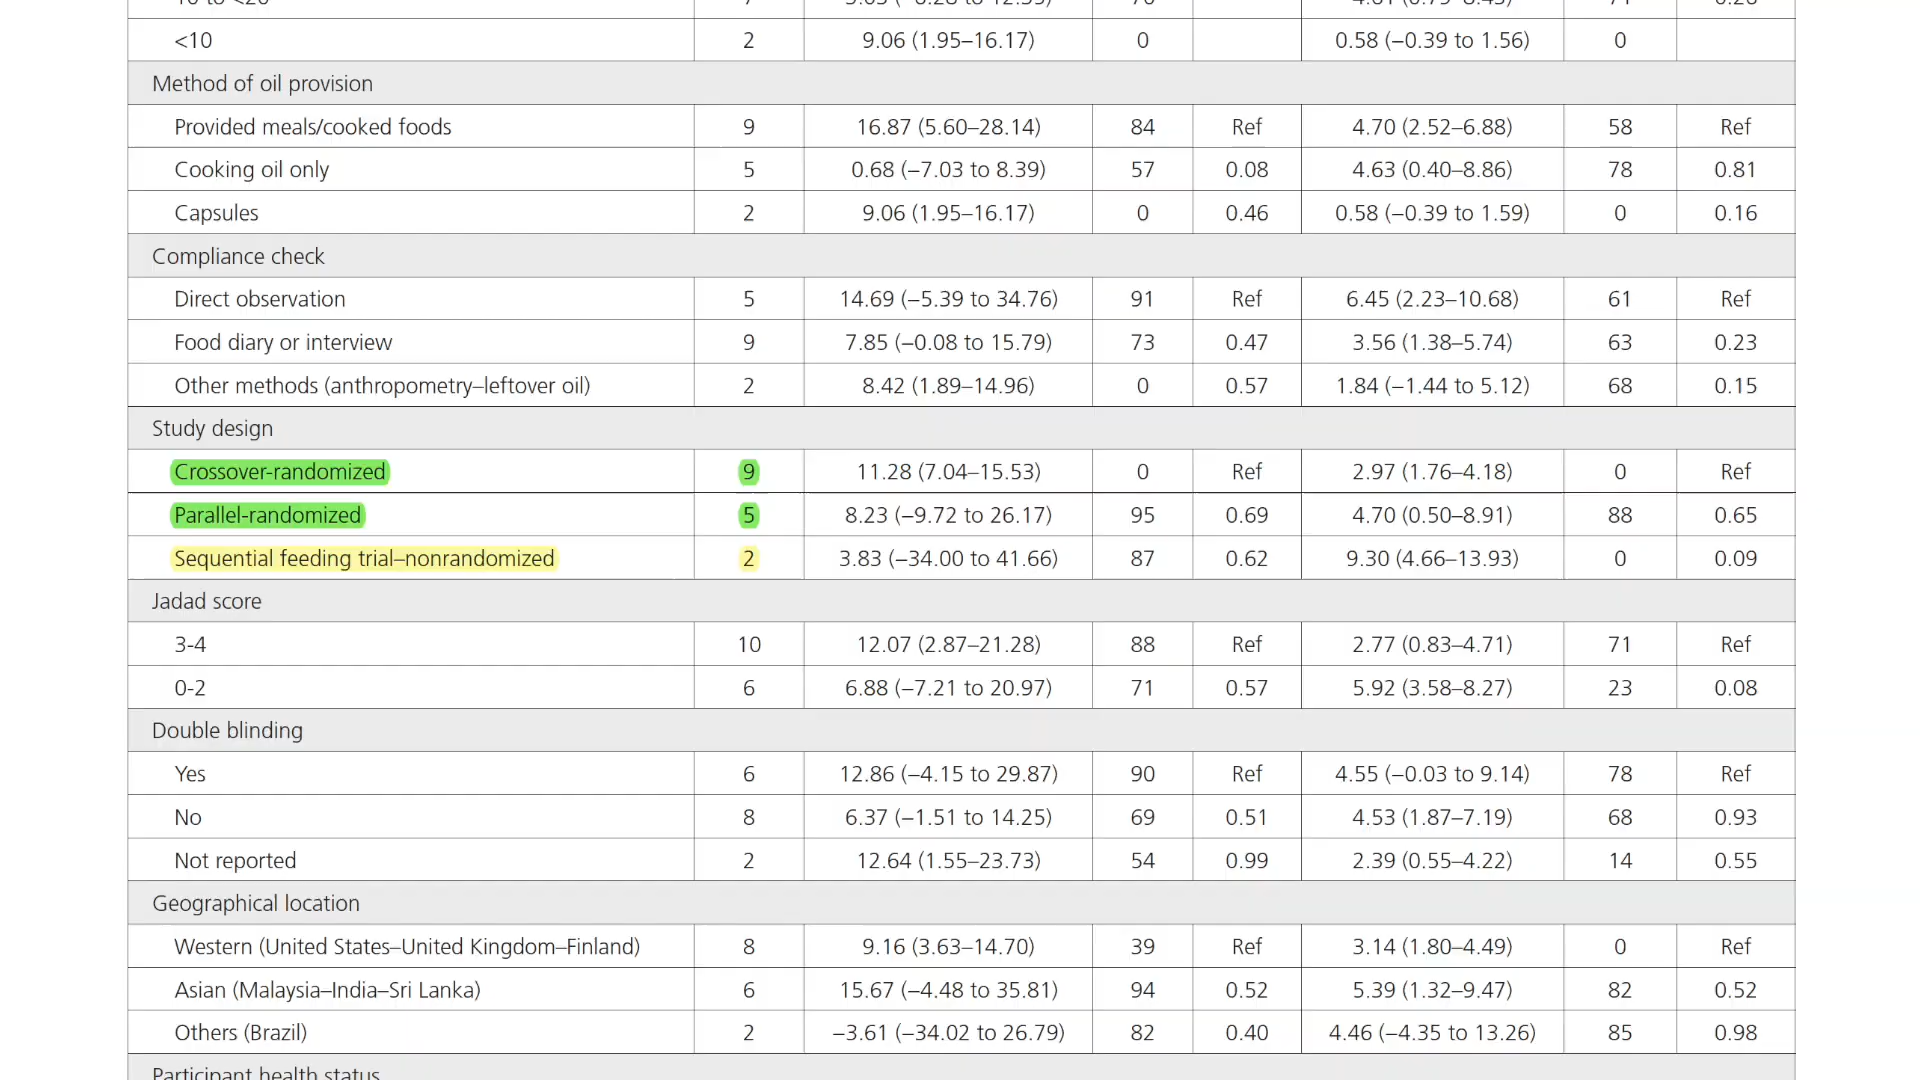 <10 2 9.06 (1.95–16.17) 0 0.58 (–0.39 to 1.56) 0
Method of oil provision
Provided meals/cooked foods 9 16.87 (5.60–28.14) 84 Ref 4.70 (2.52–6.88) 58 Ref
Cooking oil only 5 0.68 (–7.03 to 8.39) 57 0.08 4.63 (0.40–8.86) 78 0.81
Capsules 2 9.06 (1.95–16.17) 0 0.46 0.58 (–0.39 to 1.59) 0 0.16
Compliance check
Direct observation 5 14.69 (–5.39 to 34.76) 91 Ref 6.45 (2.23–10.68) 61 Ref
Food diary or interview 9 7.85 (–0.08 to 15.79) 73 0.47 3.56 (1.38–5.74) 63 0.23
Other methods (anthropometry–leftover oil) 2 8.42 (1.89–14.96) 0 0.57 1.84 (–1.44 to 5.12) 68 0.15
Study design
Crossover-randomized 9 11.28 (7.04–15.53) 0 Ref 2.97 (1.76–4.18) 0 Ref
Parallel-randomized 5 8.23 (–9.72 to 26.17) 95 0.69 4.70 (0.50–8.91) 88 0.65
Sequential feeding trial–nonrandomized 2 3.83 (–34.00 to 41.66) 87 0.62 9.30 (4.66–13.93) 0 0.09
Jadad score
3-4 10 12.07 (2.87–21.28) 88 Ref 2.77 (0.83–4.71) 71 Ref
0-2 6 6.88 (–7.21 to 20.97) 71 0.57 5.92 (3.58–8.27) 23 0.08
Double blinding
Yes 6 12.86 (–4.15 to 29.87) 90 Ref 4.55 (–0.03 to 9.14) 78 Ref
No 8 6.37 (–1.51 to 14.25) 69 0.51 4.53 (1.87–7.19) 68 0.93
Not reported 2 12.64 (1.55–23.73) 54 0.99 2.39 (0.55–4.22) 14 0.55
Geographical location
Western (United States–United Kingdom–Finland) 8 9.16 (3.63–14.70) 39 Ref 3.14 (1.80–4.49) 0 Ref
Asian (Malaysia–India–Sri Lanka) 6 15.67 (–4.48 to 35.81) 94 0.52 5.39 (1.32–9.47) 82 0.52
Others (Brazil) 2 –3.61 (–34.02 to 26.79) 82 0.40 4.46 (–4.35 to 13.26) 85 0.98
Participant health status